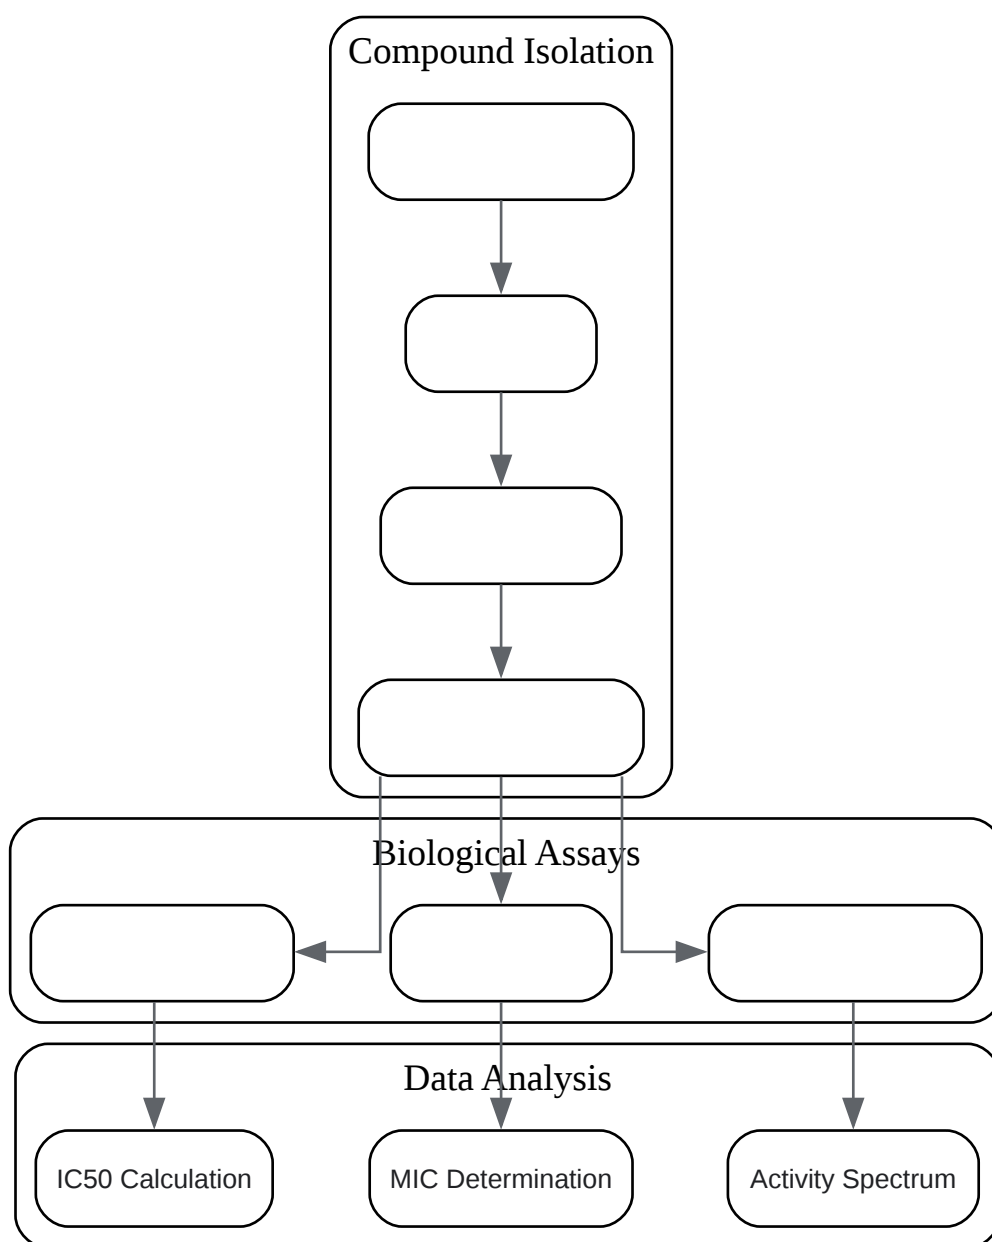 Compound Isolation
Biological Assays
Data Analysis
IC50 Calculation
MIC Determination
Activity Spectrum